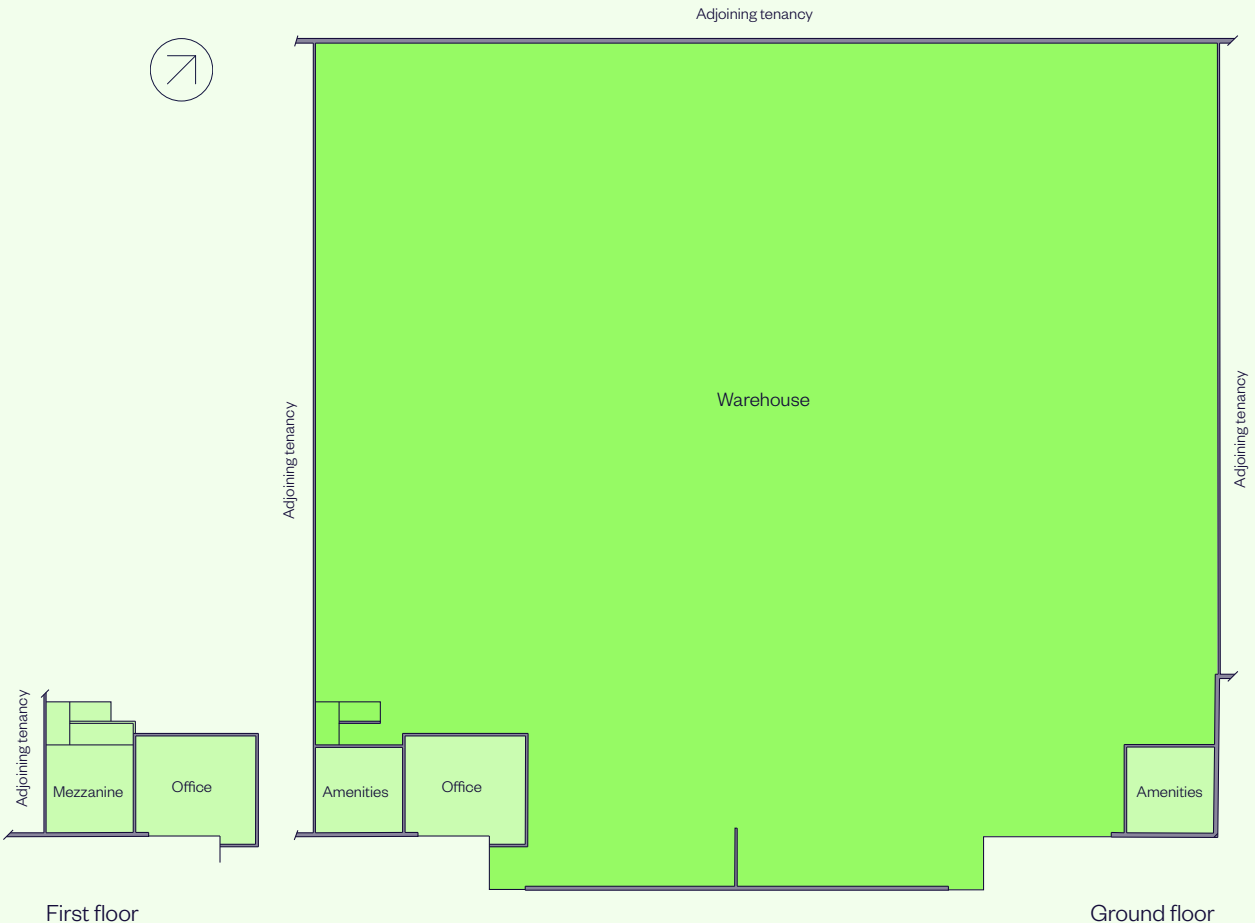 Adjoining tenancy
Adjoining tenancy
Warehouse
Adjoining tenancy
Adjoining tenancy
Mezzanine
Office
Amenities
Office
Amenities
First floor
Ground floor